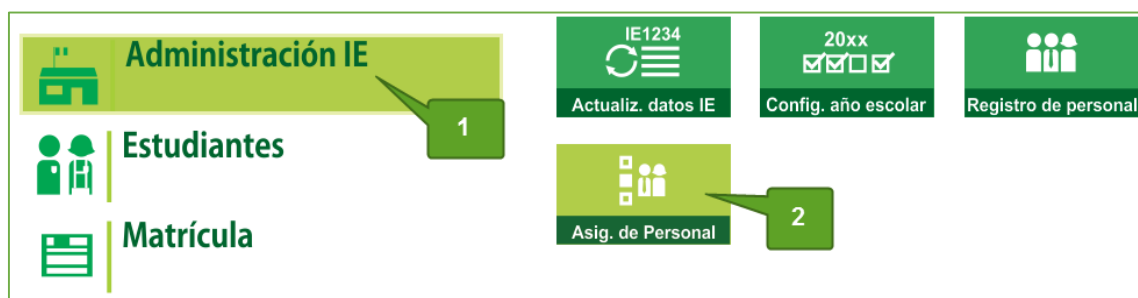 Administración IE
1
Estudiantes
Matrícula
IE1234
Actualiz. datos IE
20xx
Config. año escolar
Registro de personal
Asig. de Personal
2